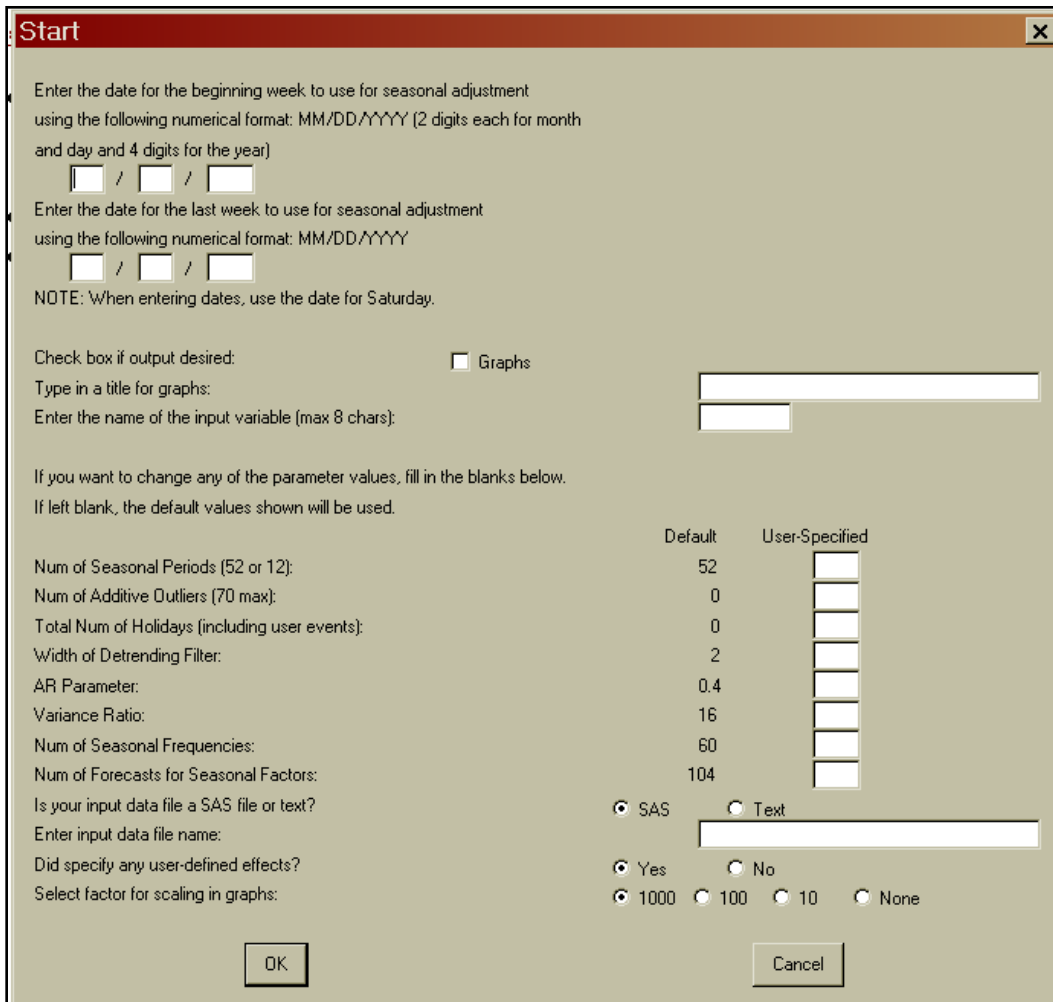 Start
Enter the date for the beginning week to use for seasonal adjustment
using the following numerical format: MM/DD/YYYY (2 digits each for month
and day and 4 digits for the year)
/ /
Enter the date for the last week to use for seasonal adjustment
using the following numerical format: MM/DD/YYYY
/ /
NOTE: When entering dates, use the date for Saturday.
Check box if output desired: Graphs
Type in a title for graphs:
Enter the name of the input variable (max 8 chars):
If you want to change any of the parameter values, fill in the blanks below.
If left blank, the default values shown will be used.
Default User-Specified
Num of Seasonal Periods (52 or 12): 52
Num of Additive Outliers (70 max): 0
Total Num of Holidays (including user events): 0
Width of Detrending Filter: 2
AR Parameter: 0.4
Variance Ratio: 16
Num of Seasonal Frequencies: 60
Num of Forecasts for Seasonal Factors: 104
Is your input data file a SAS file or text? SAS Text
Enter input data file name:
Did specify any user-defined effects? Yes No
Select factor for scaling in graphs: 1000 100 10 None
OK Cancel